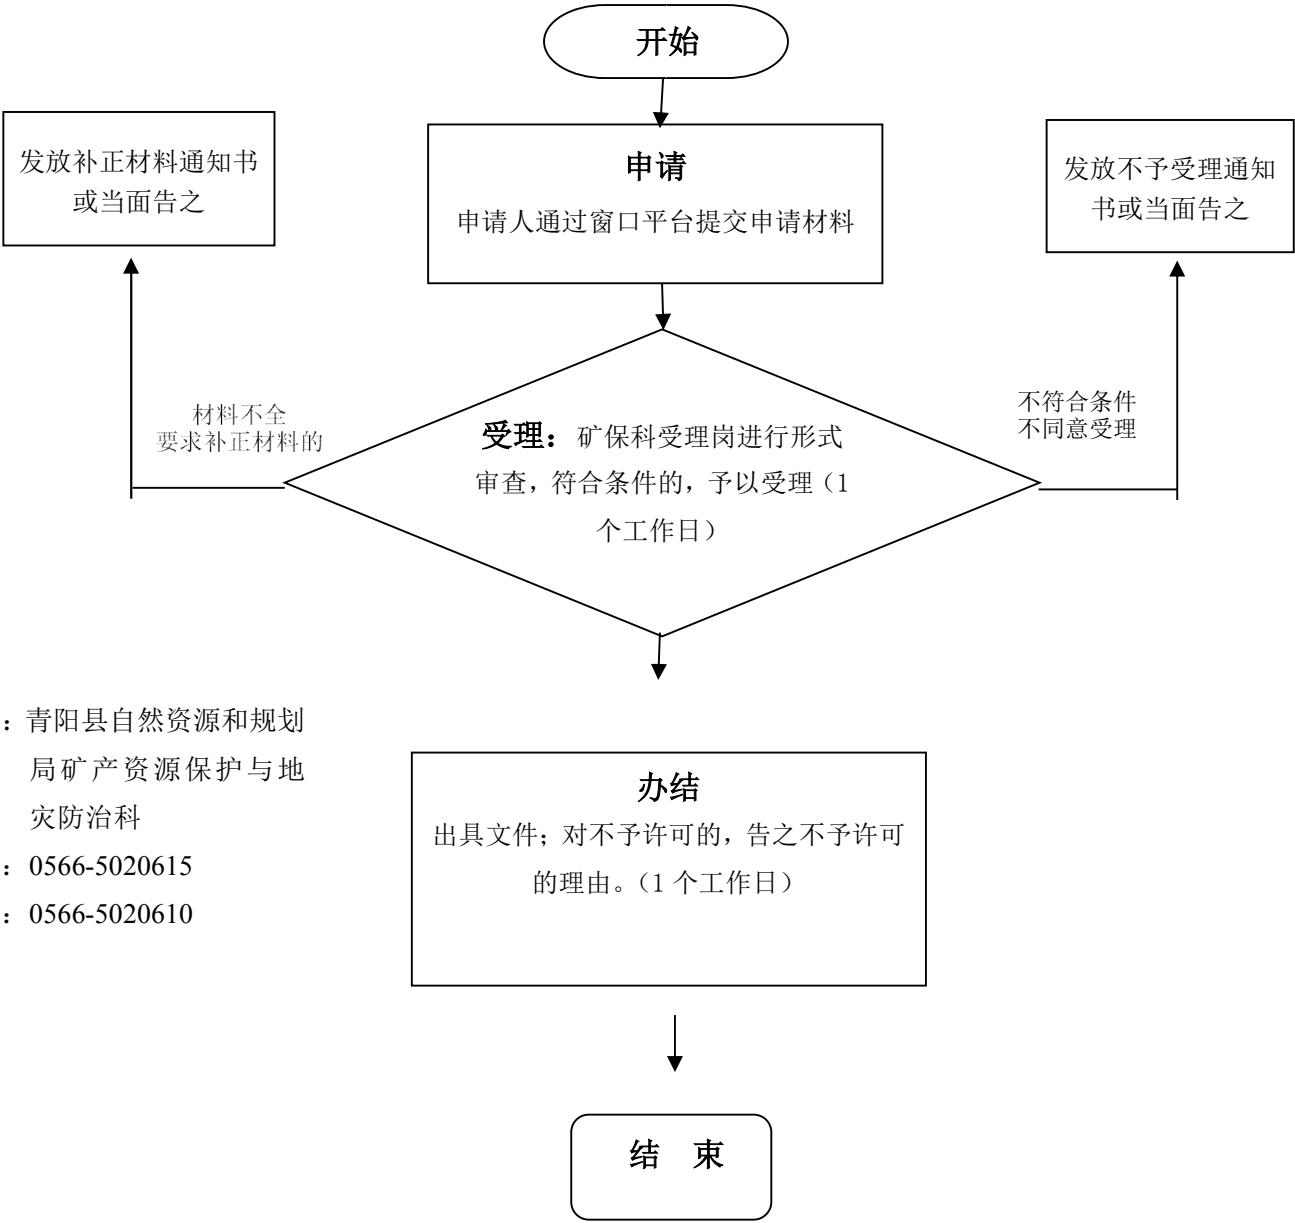 开始
发放补正材料通知书
或当面告之
申请
申请人通过窗口平台提交申请材料
发放不予受理通知
书或当面告之
材料不全
要求补正材料的
不符合条件
不同意受理
受理：矿保科受理岗进行形式
审查，符合条件的，予以受理（1
个工作日）
：青阳县自然资源和规划
局矿产资源保护与地
灾防治科
：0566-5020615
：0566-5020610
办结
出具文件；对不予许可的，告之不予许可
的理由。（1 个工作日）
结 束